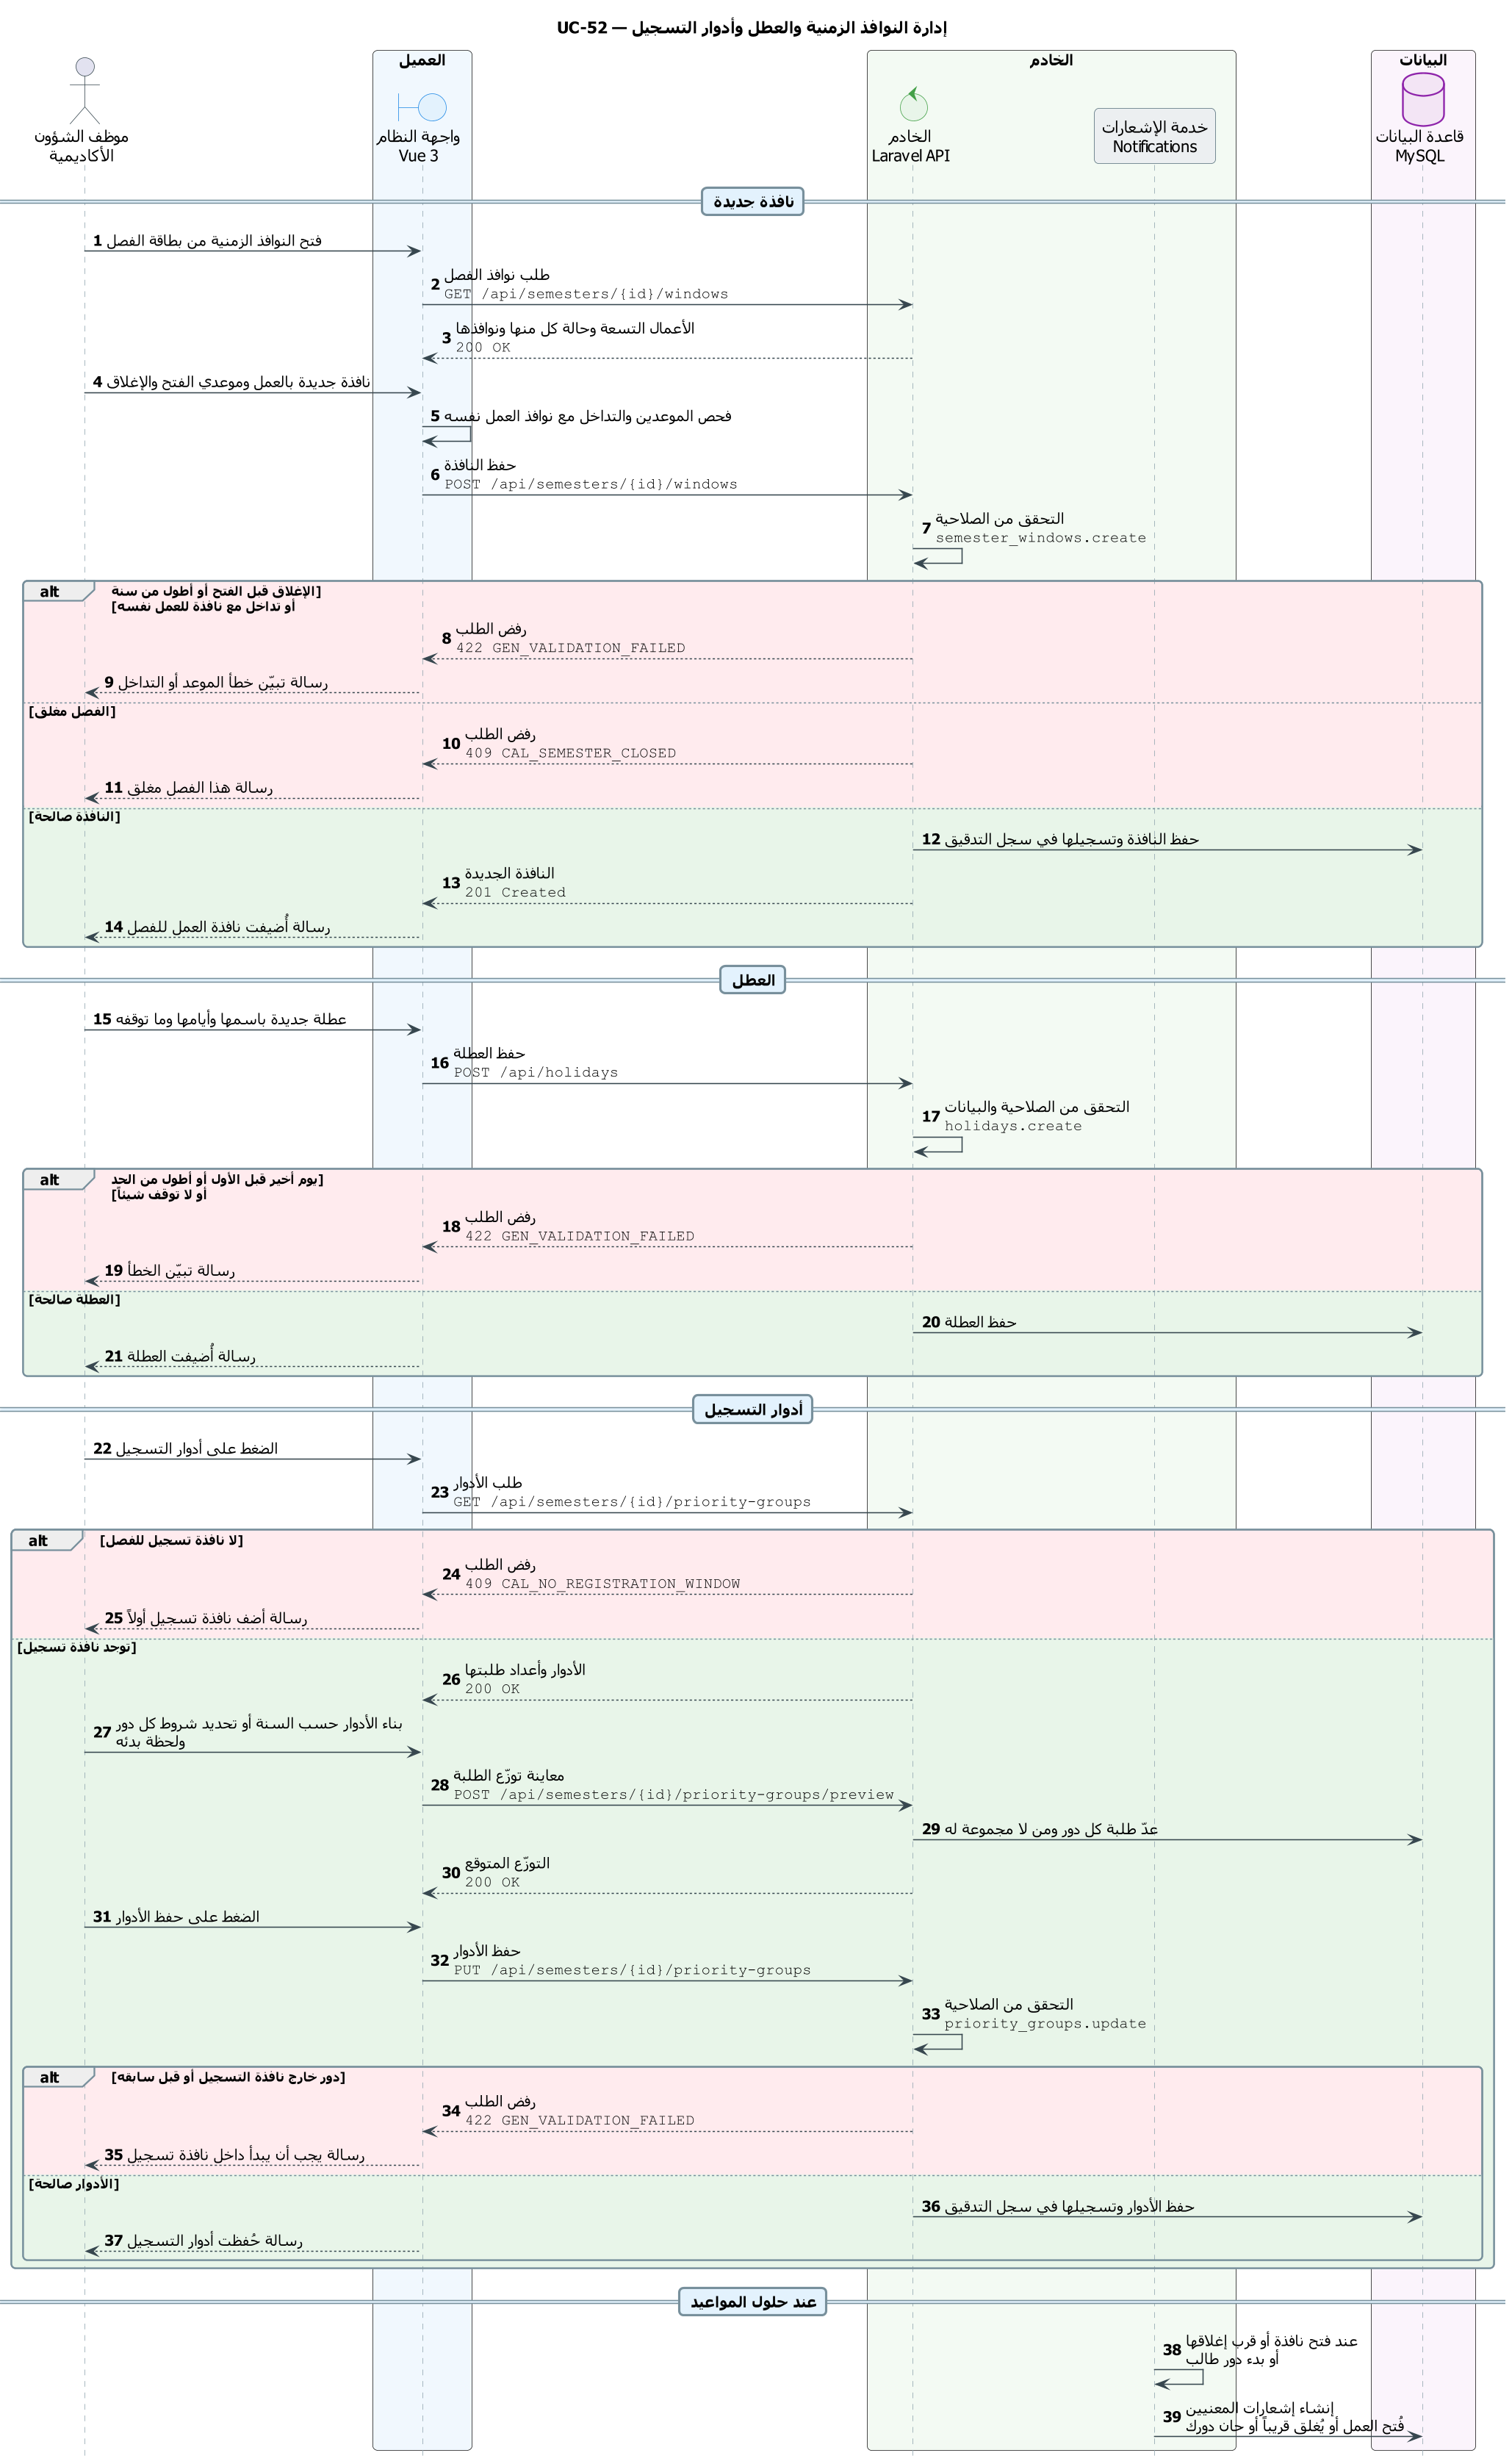 UC-52 — إدارة النوافذ الزمنية والعطل وأدوار التسجيل
العميل
الخادم
البيانات
موظف الشؤون
الأكاديمية
واجهة النظام
Vue 3
الخادم
Laravel API
خدمة الإشعارات
Notifications
قاعدة البيانات
MySQL
نافذة جديدة
1 فتح النوافذ الزمنية من بطاقة الفصل
2 طلب نوافذ الفصل
GET /api/semesters/{id}/windows
3 الأعمال التسعة وحالة كل منها ونوافذها
200 OK
4 نافذة جديدة بالعمل وموعدي الفتح والإغلاق
5 فحص الموعدين والتداخل مع نوافذ العمل نفسه
6 حفظ النافذة
POST /api/semesters/{id}/windows
7 التحقق من الصلاحية
semester_windows.create
alt [الإغلاق قبل الفتح أو أطول من سنة
أو تداخل مع نافذة للعمل نفسه]
8 رفض الطلب
422 GEN_VALIDATION_FAILED
9 رسالة تبيّن خطأ الموعد أو التداخل
[الفصل مغلق]
10 رفض الطلب
409 CAL_SEMESTER_CLOSED
11 رسالة هذا الفصل مغلق
[النافذة صالحة]
12 حفظ النافذة وتسجيلها في سجل التدقيق
13 النافذة الجديدة
201 Created
14 رسالة أُضيفت نافذة العمل للفصل
العطل
15 عطلة جديدة باسمها وأيامها وما توقفه
16 حفظ العطلة
POST /api/holidays
17 التحقق من الصلاحية والبيانات
holidays.create
alt [يوم أخير قبل الأول أو أطول من الحد
أو لا توقف شيئاً]
18 رفض الطلب
422 GEN_VALIDATION_FAILED
19 رسالة تبيّن الخطأ
[العطلة صالحة]
20 حفظ العطلة
21 رسالة أُضيفت العطلة
أدوار التسجيل
22 الضغط على أدوار التسجيل
23 طلب الأدوار
GET /api/semesters/{id}/priority-groups
alt [لا نافذة تسجيل للفصل]
24 رفض الطلب
409 CAL_NO_REGISTRATION_WINDOW
25 رسالة أضف نافذة تسجيل أولاً
[توجد نافذة تسجيل]
26 الأدوار وأعداد طلبتها
200 OK
27 بناء الأدوار حسب السنة أو تحديد شروط كل دور
ولحظة بدئه
28 معاينة توزّع الطلبة
POST /api/semesters/{id}/priority-groups/preview
29 عدّ طلبة كل دور ومن لا مجموعة له
30 التوزّع المتوقع
200 OK
31 الضغط على حفظ الأدوار
32 حفظ الأدوار
PUT /api/semesters/{id}/priority-groups
33 التحقق من الصلاحية
priority_groups.update
alt [دور خارج نافذة التسجيل أو قبل سابقه]
34 رفض الطلب
422 GEN_VALIDATION_FAILED
35 رسالة يجب أن يبدأ داخل نافذة تسجيل
[الأدوار صالحة]
36 حفظ الأدوار وتسجيلها في سجل التدقيق
37 رسالة حُفظت أدوار التسجيل
عند حلول المواعيد
38 عند فتح نافذة أو قرب إغلاقها
أو بدء دور طالب
39 إنشاء إشعارات المعنيين
فُتح العمل أو يُغلق قريباً أو حان دورك